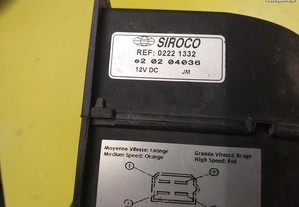 SIROCO
REF: 0222 1332
e2 02 04036
12V DC JM
Moyenne Vitesse: Orange Grande Vitesse: Rouge
Medium Speed: Orange High Speed: Red
+ +
- -